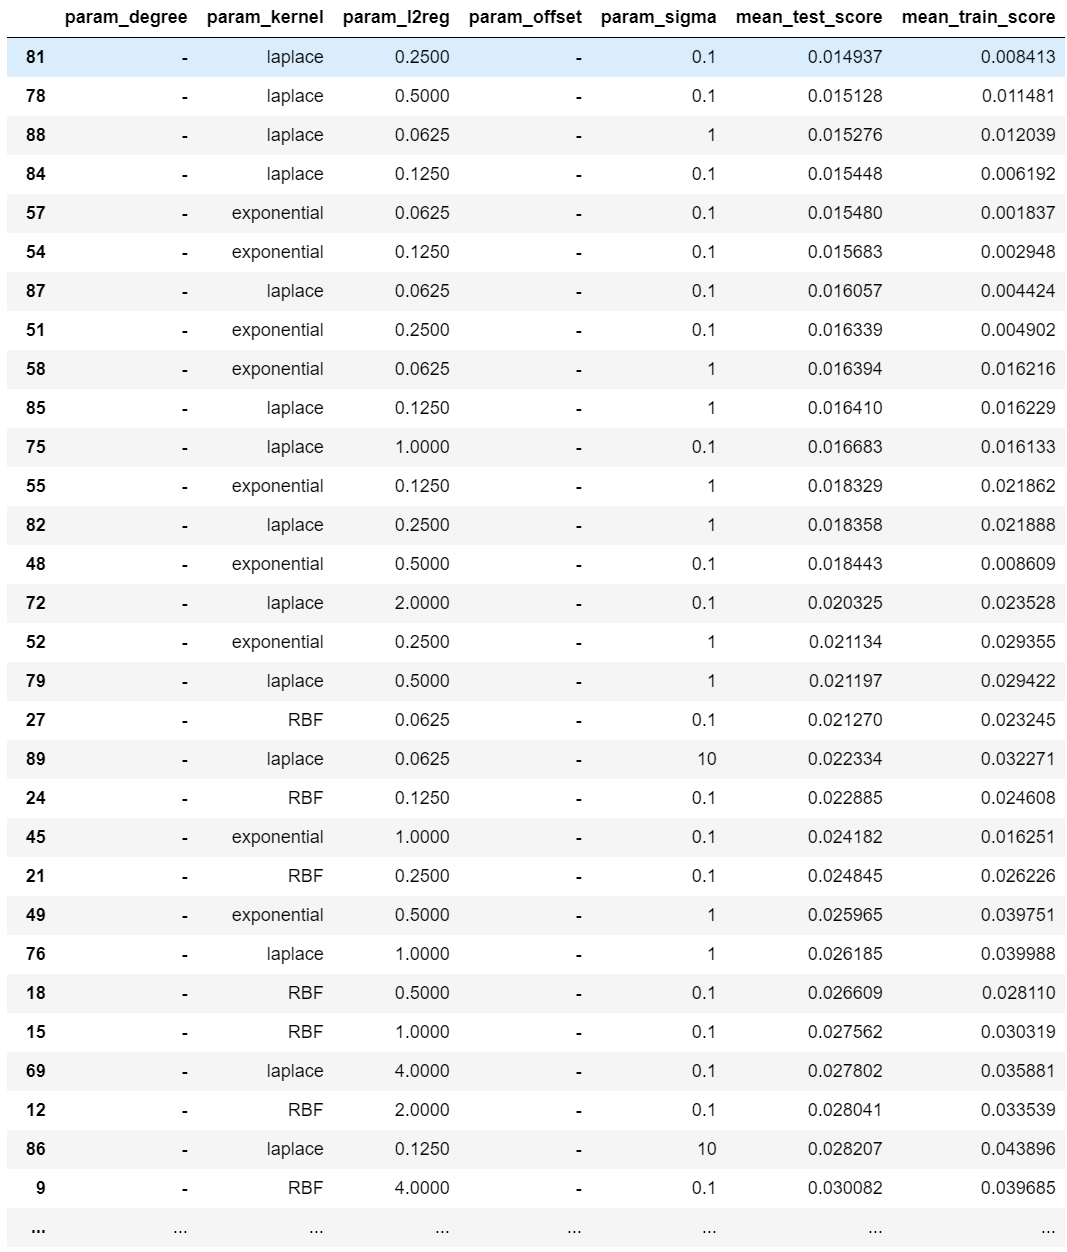 param_degree param_kernel param_l2reg param_offset param_sigma mean_test_score mean_train_score
81 - laplace 0.2500 - 0.1 0.014937 0.008413
78 - laplace 0.5000 - 0.1 0.015128 0.011481
88 - laplace 0.0625 - 1 0.015276 0.012039
84 - laplace 0.1250 - 0.1 0.015448 0.006192
57 - exponential 0.0625 - 0.1 0.015480 0.001837
54 - exponential 0.1250 - 0.1 0.015683 0.002948
87 - laplace 0.0625 - 0.1 0.016057 0.004424
51 - exponential 0.2500 - 0.1 0.016339 0.004902
58 - exponential 0.0625 - 1 0.016394 0.016216
85 - laplace 0.1250 - 1 0.016410 0.016229
75 - laplace 1.0000 - 0.1 0.016683 0.016133
55 - exponential 0.1250 - 1 0.018329 0.021862
82 - laplace 0.2500 - 1 0.018358 0.021888
48 - exponential 0.5000 - 0.1 0.018443 0.008609
72 - laplace 2.0000 - 0.1 0.020325 0.023528
52 - exponential 0.2500 - 1 0.021134 0.029355
79 - laplace 0.5000 - 1 0.021197 0.029422
27 - RBF 0.0625 - 0.1 0.021270 0.023245
89 - laplace 0.0625 - 10 0.022334 0.032271
24 - RBF 0.1250 - 0.1 0.022885 0.024608
45 - exponential 1.0000 - 0.1 0.024182 0.016251
21 - RBF 0.2500 - 0.1 0.024845 0.026226
49 - exponential 0.5000 - 1 0.025965 0.039751
76 - laplace 1.0000 - 1 0.026185 0.039988
18 - RBF 0.5000 - 0.1 0.026609 0.028110
15 - RBF 1.0000 - 0.1 0.027562 0.030319
69 - laplace 4.0000 - 0.1 0.027802 0.035881
12 - RBF 2.0000 - 0.1 0.028041 0.033539
86 - laplace 0.1250 - 10 0.028207 0.043896
9 - RBF 4.0000 - 0.1 0.030082 0.039685
... ... ... ... ... ... ... ...